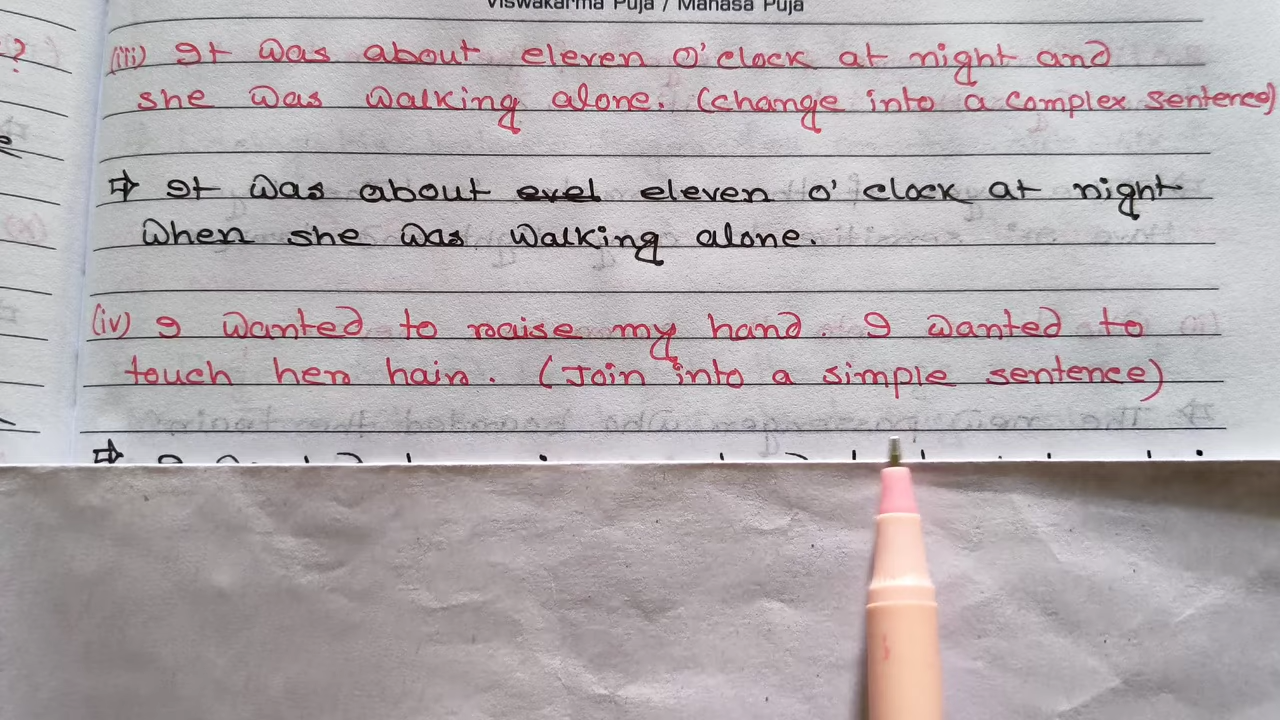 Viswakarma Puja / Manasa Puja
?
(iii) It was about eleven o'clock at night and
she was walking alone. (change into a complex sentence)
⇒ It was about evel eleven o' clock at night
when she was walking alone.
(iv) I wanted to raise my hand. I wanted to
touch her hair. (Join into a simple sentence)
⇒